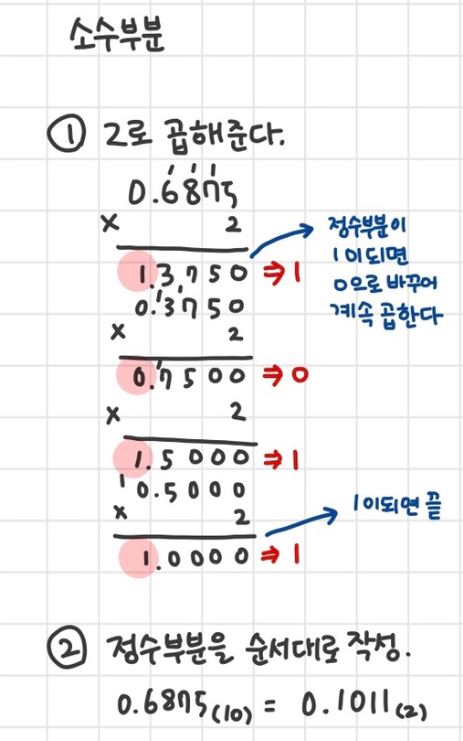 소수부분
① 2로 곱해준다.
0.6875
× 2
1.3750 ⇒ 1
정수부분이
1이되면
0으로 바꾸어
계속 곱한다
0.3750
× 2
0.7500 ⇒ 0
× 2
1.5000 ⇒ 1
0.5000
× 2
1.0000 ⇒ 1
1이되면 끝
② 정수부분을 순서대로 작성.
0.6875(10) = 0.1011(2)